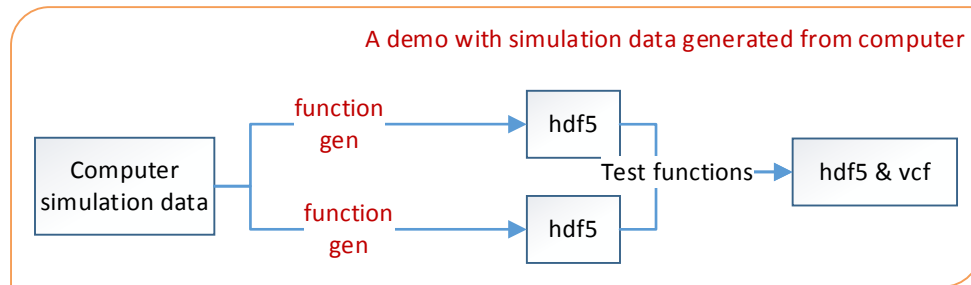 A demo with simulation data generated from computer
function
gen
hdf5
Computer
simulation data
Test functions
hdf5 & vcf
function
gen
hdf5